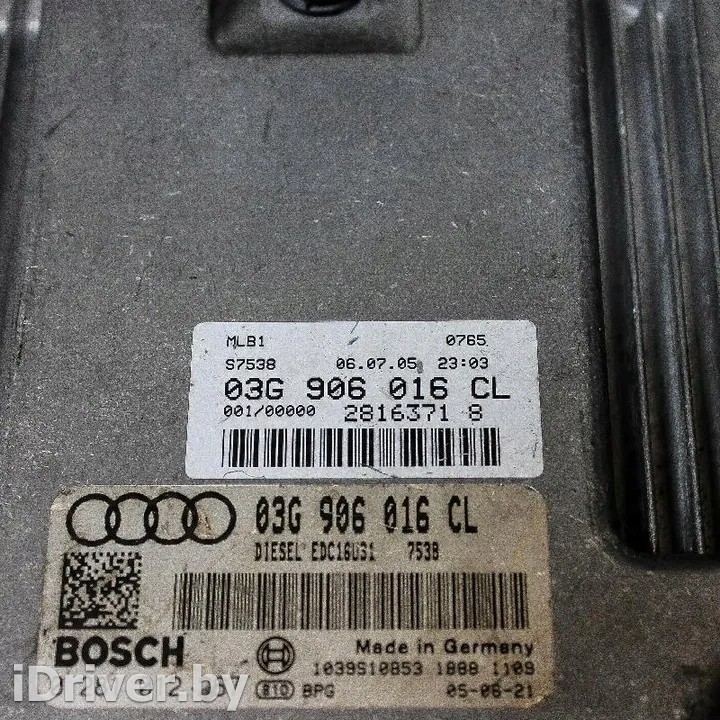 MLB1 0765
S7538 06.07.05 23:03
03G 906 016 CL
001/00000 2816371 8
03G 906 016 CL
DIESEL EDC16U31 7538
BOSCH
Made in Germany
1039S10853 1888 1109
BPG 05-06-21
iDriver.by